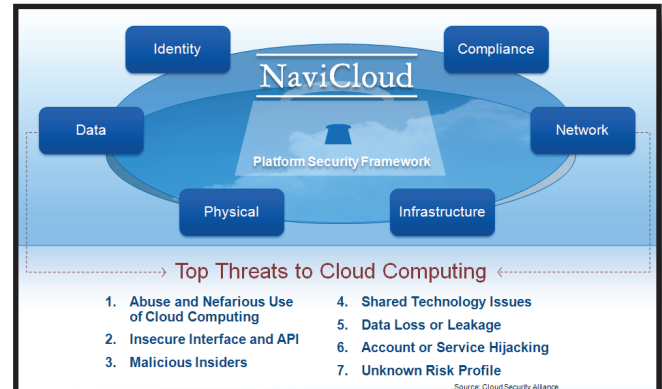 Identity
Compliance
NaviCloud
Data
Network
Platform Security Framework
Physical
Infrastructure
Top Threats to Cloud Computing
1. Abuse and Nefarious Use
of Cloud Computing
2. Insecure Interface and API
3. Malicious Insiders
4. Shared Technology Issues
5. Data Loss or Leakage
6. Account or Service Hijacking
7. Unknown Risk Profile
Source: Cloud Security Alliance